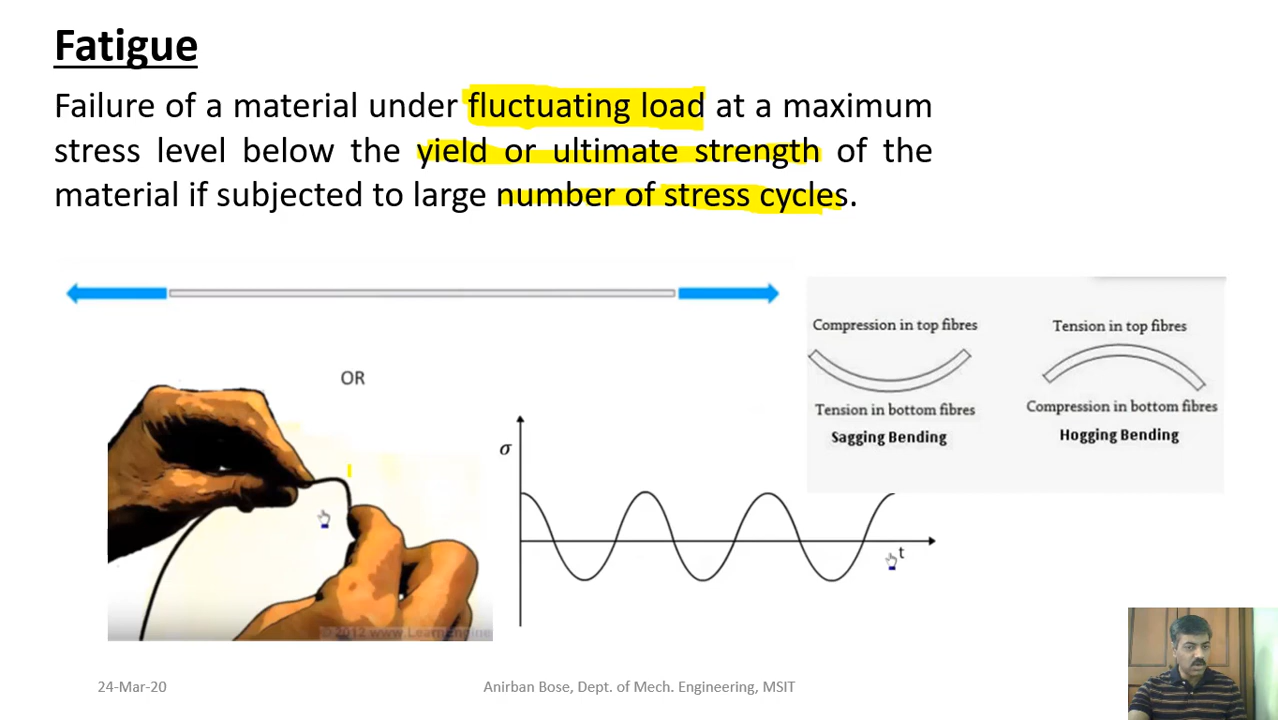 Fatigue
Failure of a material under fluctuating load at a maximum
stress level below the yield or ultimate strength of the
material if subjected to large number of stress cycles.
OR
Compression in top fibres
Tension in bottom fibres
Sagging Bending
Tension in top fibres
Compression in bottom fibres
Hogging Bending
σ
t
©2012 www.LearnEngine
24-Mar-20
Anirban Bose, Dept. of Mech. Engineering, MSIT